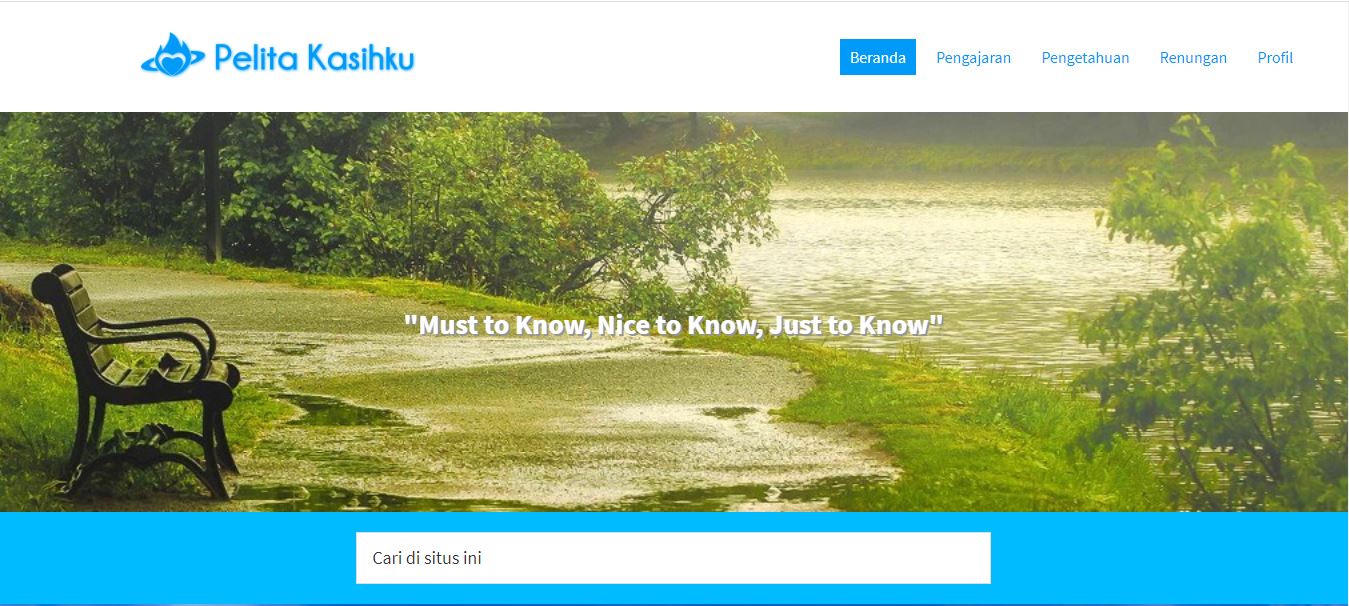 Pelita Kasihku
Beranda Pengajaran Pengetahuan Renungan Profil
"Must to Know, Nice to Know, Just to Know"
Cari di situs ini